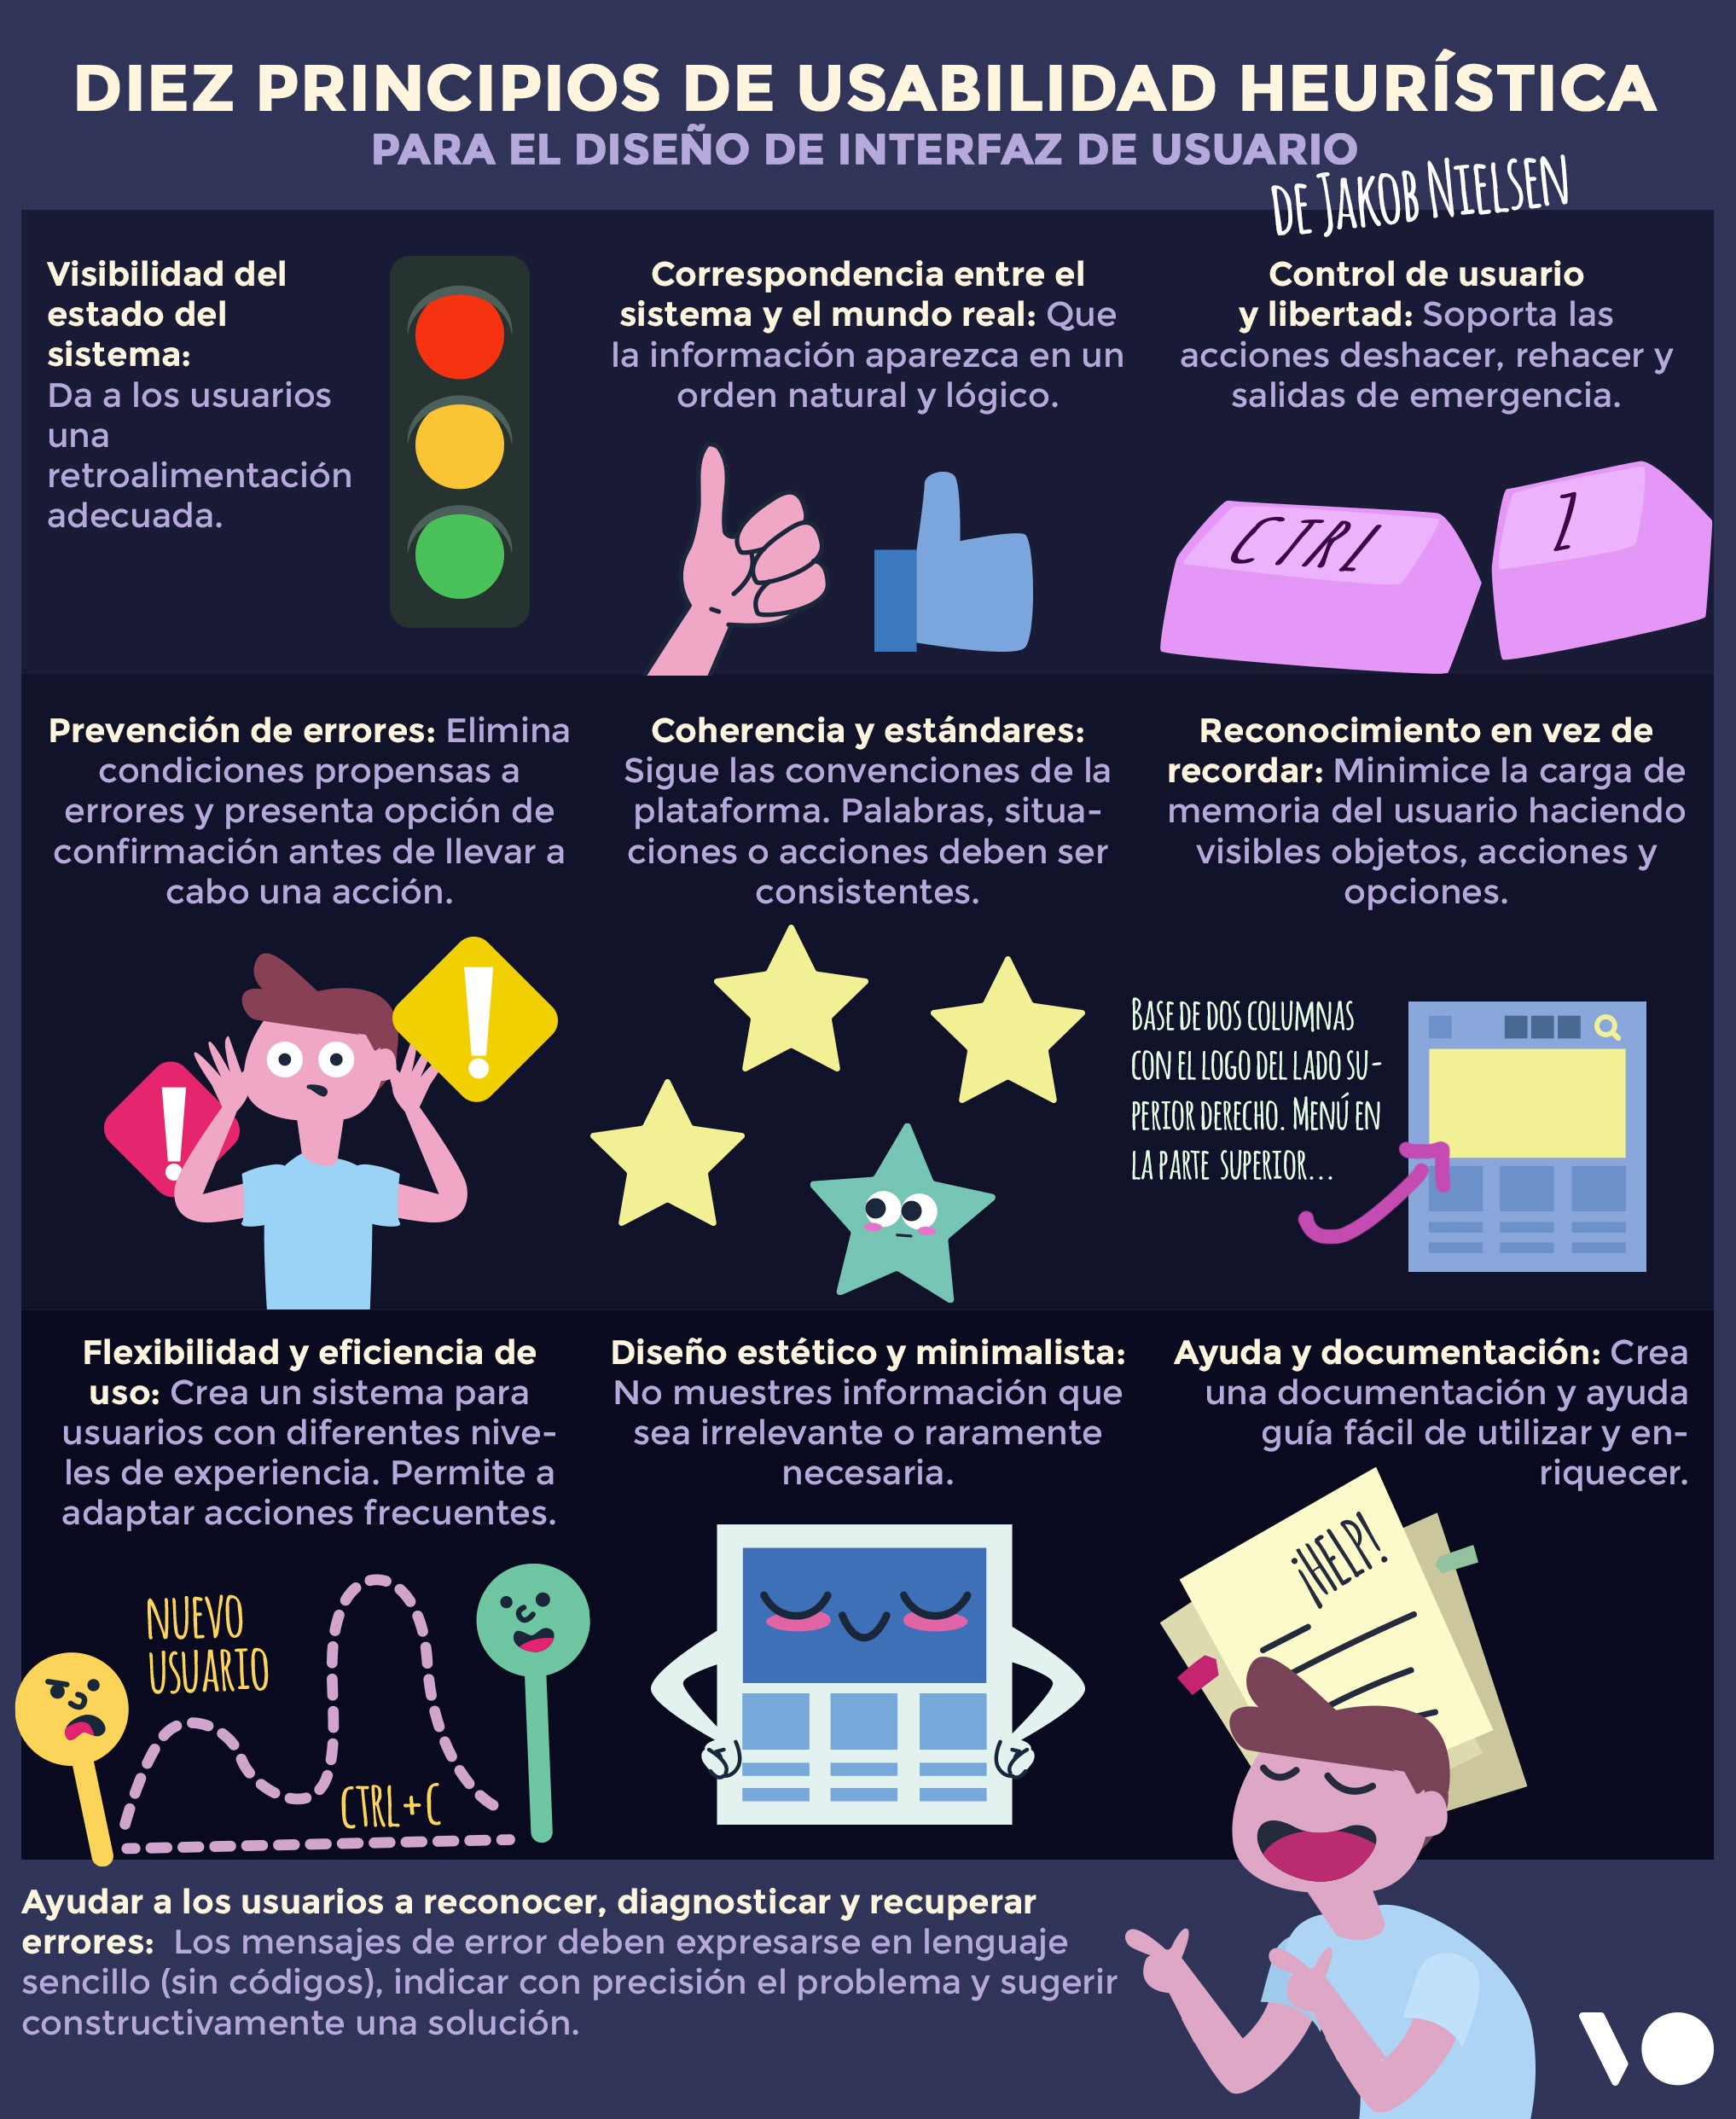 DIEZ PRINCIPIOS DE USABILIDAD HEURÍSTICA
PARA EL DISEÑO DE INTERFAZ DE USUARIO
DE JAKOB NIELSEN
Visibilidad del
estado del
sistema:
Da a los usuarios
una
retroalimentación
adecuada.
Correspondencia entre el
sistema y el mundo real: Que
la información aparezca en un
orden natural y lógico.
Control de usuario
y libertad: Soporta las
acciones deshacer, rehacer y
salidas de emergencia.
CTRL
Z
Prevención de errores: Elimina
condiciones propensas a
errores y presenta opción de
confirmación antes de llevar a
cabo una acción.
Coherencia y estándares:
Sigue las convenciones de la
plataforma. Palabras, situa-
ciones o acciones deben ser
consistentes.
Reconocimiento en vez de
recordar: Minimice la carga de
memoria del usuario haciendo
visibles objetos, acciones y
opciones.
!
!
BASE DE DOS COLUMNAS
CON EL LOGO DEL LADO SU-
PERIOR DERECHO. MENÚ EN
LA PARTE SUPERIOR...
Flexibilidad y eficiencia de
uso: Crea un sistema para
usuarios con diferentes nive-
les de experiencia. Permite a
adaptar acciones frecuentes.
NUEVO
USUARIO
CTRL+C
Diseño estético y minimalista:
No muestres información que
sea irrelevante o raramente
necesaria.
Ayuda y documentación: Crea
una documentación y ayuda
guía fácil de utilizar y en-
riquecer.
¡HELP!
Ayudar a los usuarios a reconocer, diagnosticar y recuperar
errores: Los mensajes de error deben expresarse en lenguaje
sencillo (sin códigos), indicar con precisión el problema y sugerir
constructivamente una solución.
VO